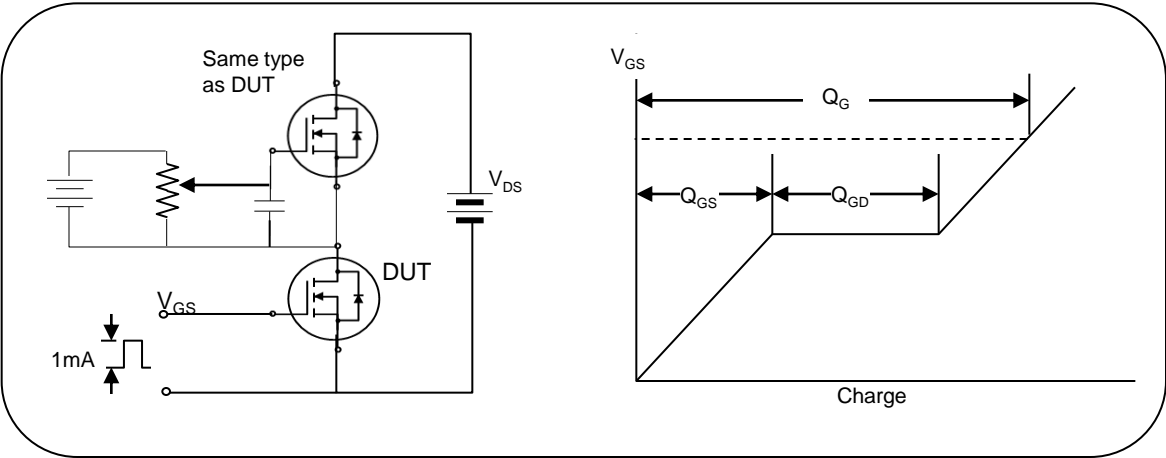 Same type
as DUT
V_DS
DUT
V_GS
1mA
V_GS
Q_G
Q_GS
Q_GD
Charge